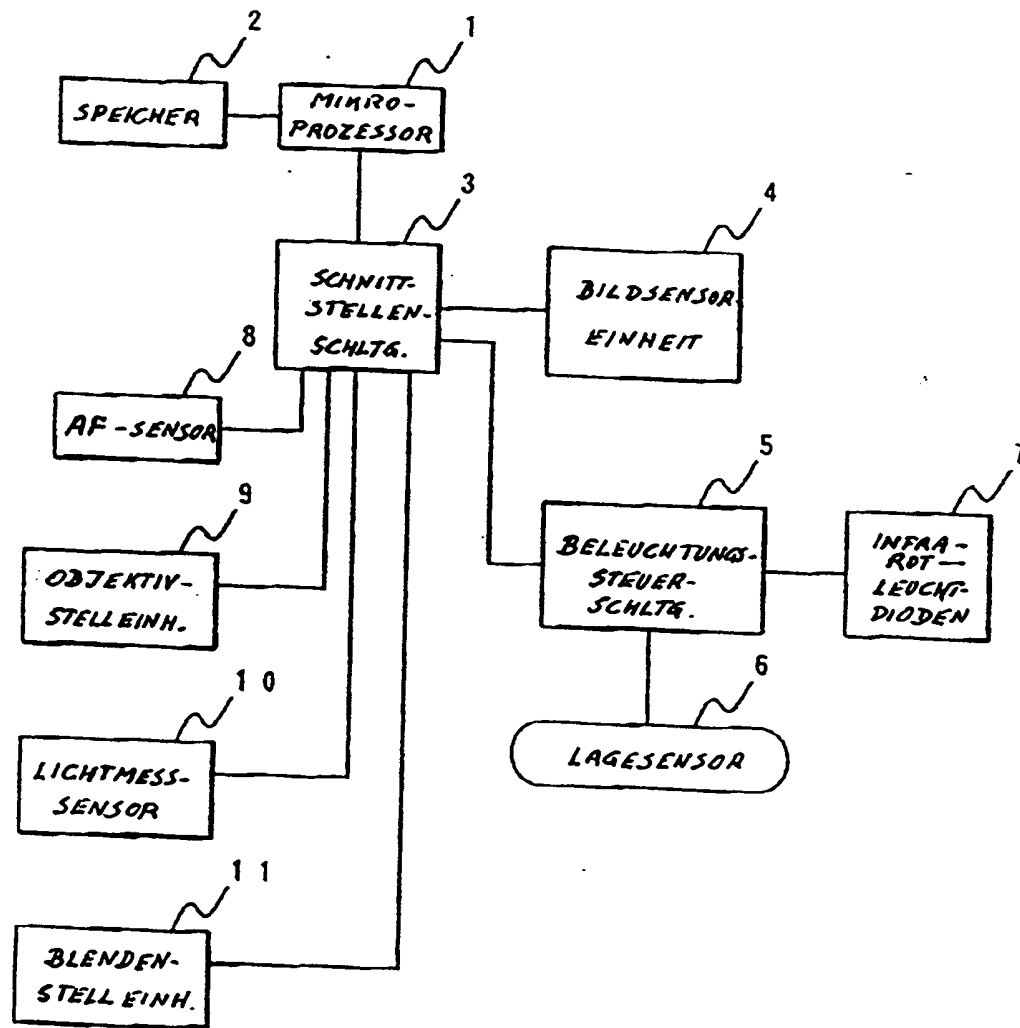 2
1
SPEICHER
MIKRO-
PROZESSOR
3
4
SCHNITT-
STELLEN-
SCHLTG.
BILDSENSOR-
EINHEIT
8
AF-SENSOR
5
7
9
BELEUCHTUNGS-
STEUER-
SCHLTG.
INFRA-
ROT-
LEUCHT-
DIODEN
OBJEKTIV-
STELLEINH.
6
10
LAGESENSOR
LICHTMESS-
SENSOR
11
BLENDEN-
STELLEINH.